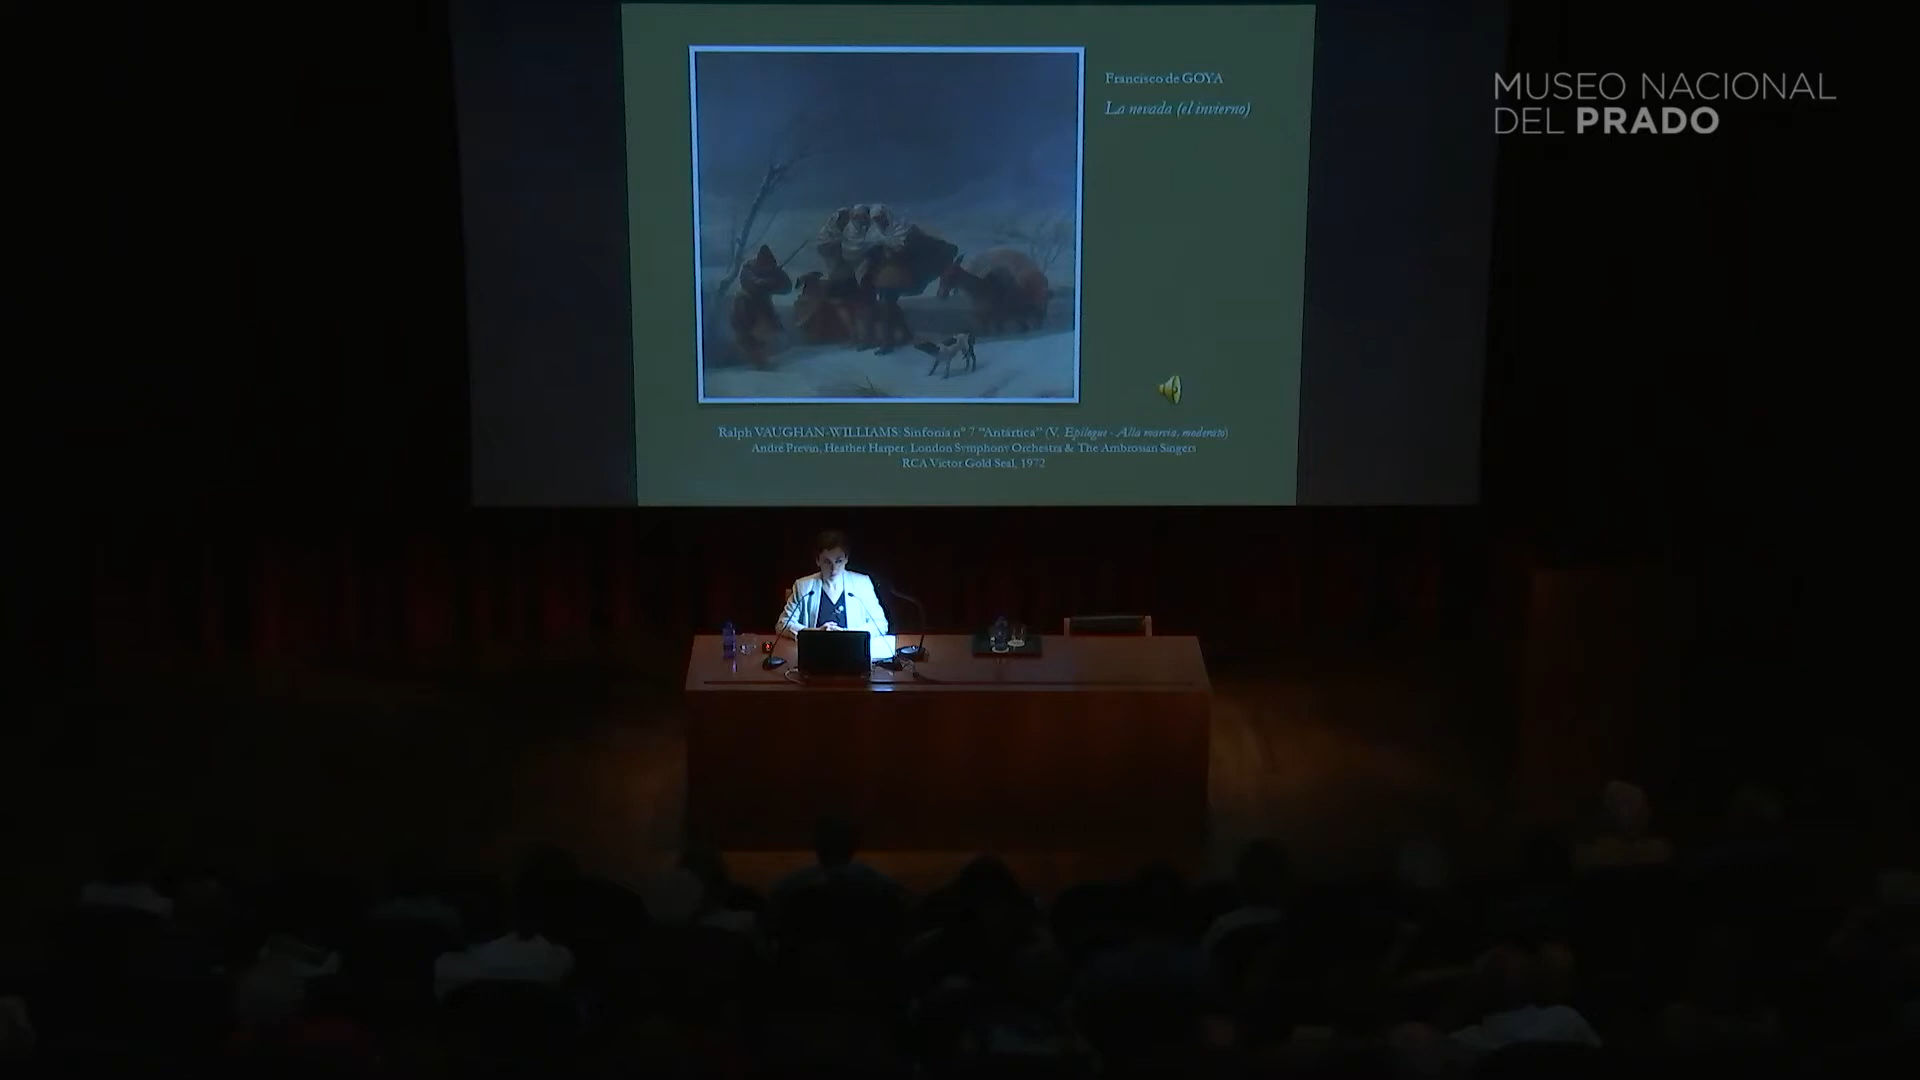 Francisco de GOYA
La nevada (el invierno)
MUSEO NACIONAL
DEL PRADO
Ralph VAUGHAN-WILLIAMS: Sinfonía nº 7 "Antártica" (V. Epilogue - Alla marcia, moderato)
André Previn, Heather Harper, London Symphony Orchestra & The Ambrosian Singers
RCA Victor Gold Seal, 1972